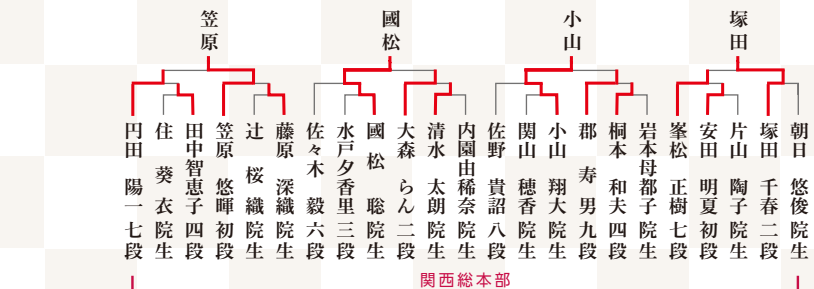 塚田
小山
國松
笠原
朝日 悠俊 院生
塚田 千春 二段
片山 陶子 院生
安田 明夏 初段
峯松 正樹 七段
岩本母都子 院生
桐本 和夫 四段
郡 寿男 九段
小山 翔大 院生
関山 穂香 院生
佐野 貴詔 八段
内園由稀奈 院生
清水 太朗 院生
大森 らん 二段
國松 聡 院生
水戸夕香里 三段
佐々木 毅 六段
藤原 深織 院生
辻 桜織 院生
笠原 悠暉 初段
田中智恵子 四段
住 葵衣 院生
円田 陽一 七段
関西総本部